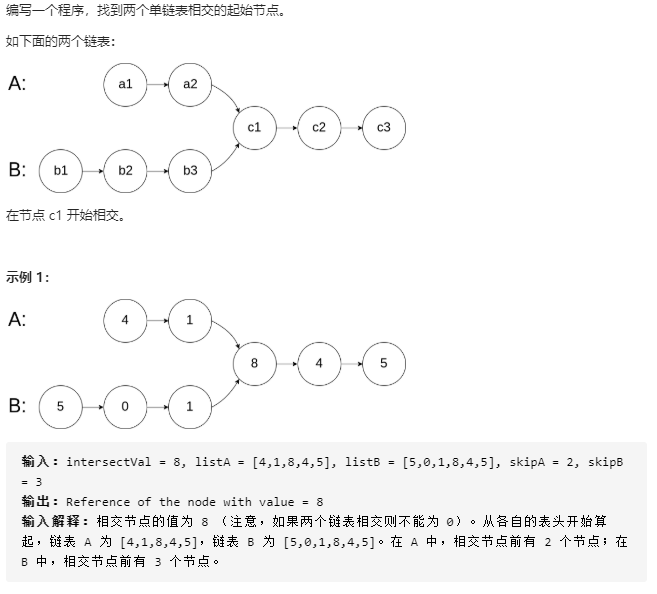 编写一个程序，找到两个单链表相交的起始节点。
如下面的两个链表：
A: a1 a2
c1 c2 c3
B: b1 b2 b3
在节点 c1 开始相交。
示例 1：
A: 4 1
8 4 5
B: 5 0 1
输入：intersectVal = 8, listA = [4,1,8,4,5], listB = [5,0,1,8,4,5], skipA = 2, skipB
= 3
输出：Reference of the node with value = 8
输入解释：相交节点的值为 8 （注意，如果两个链表相交则不能为 0）。从各自的表头开始算
起，链表 A 为 [4,1,8,4,5]，链表 B 为 [5,0,1,8,4,5]。在 A 中，相交节点前有 2 个节点；在
B 中，相交节点前有 3 个节点。